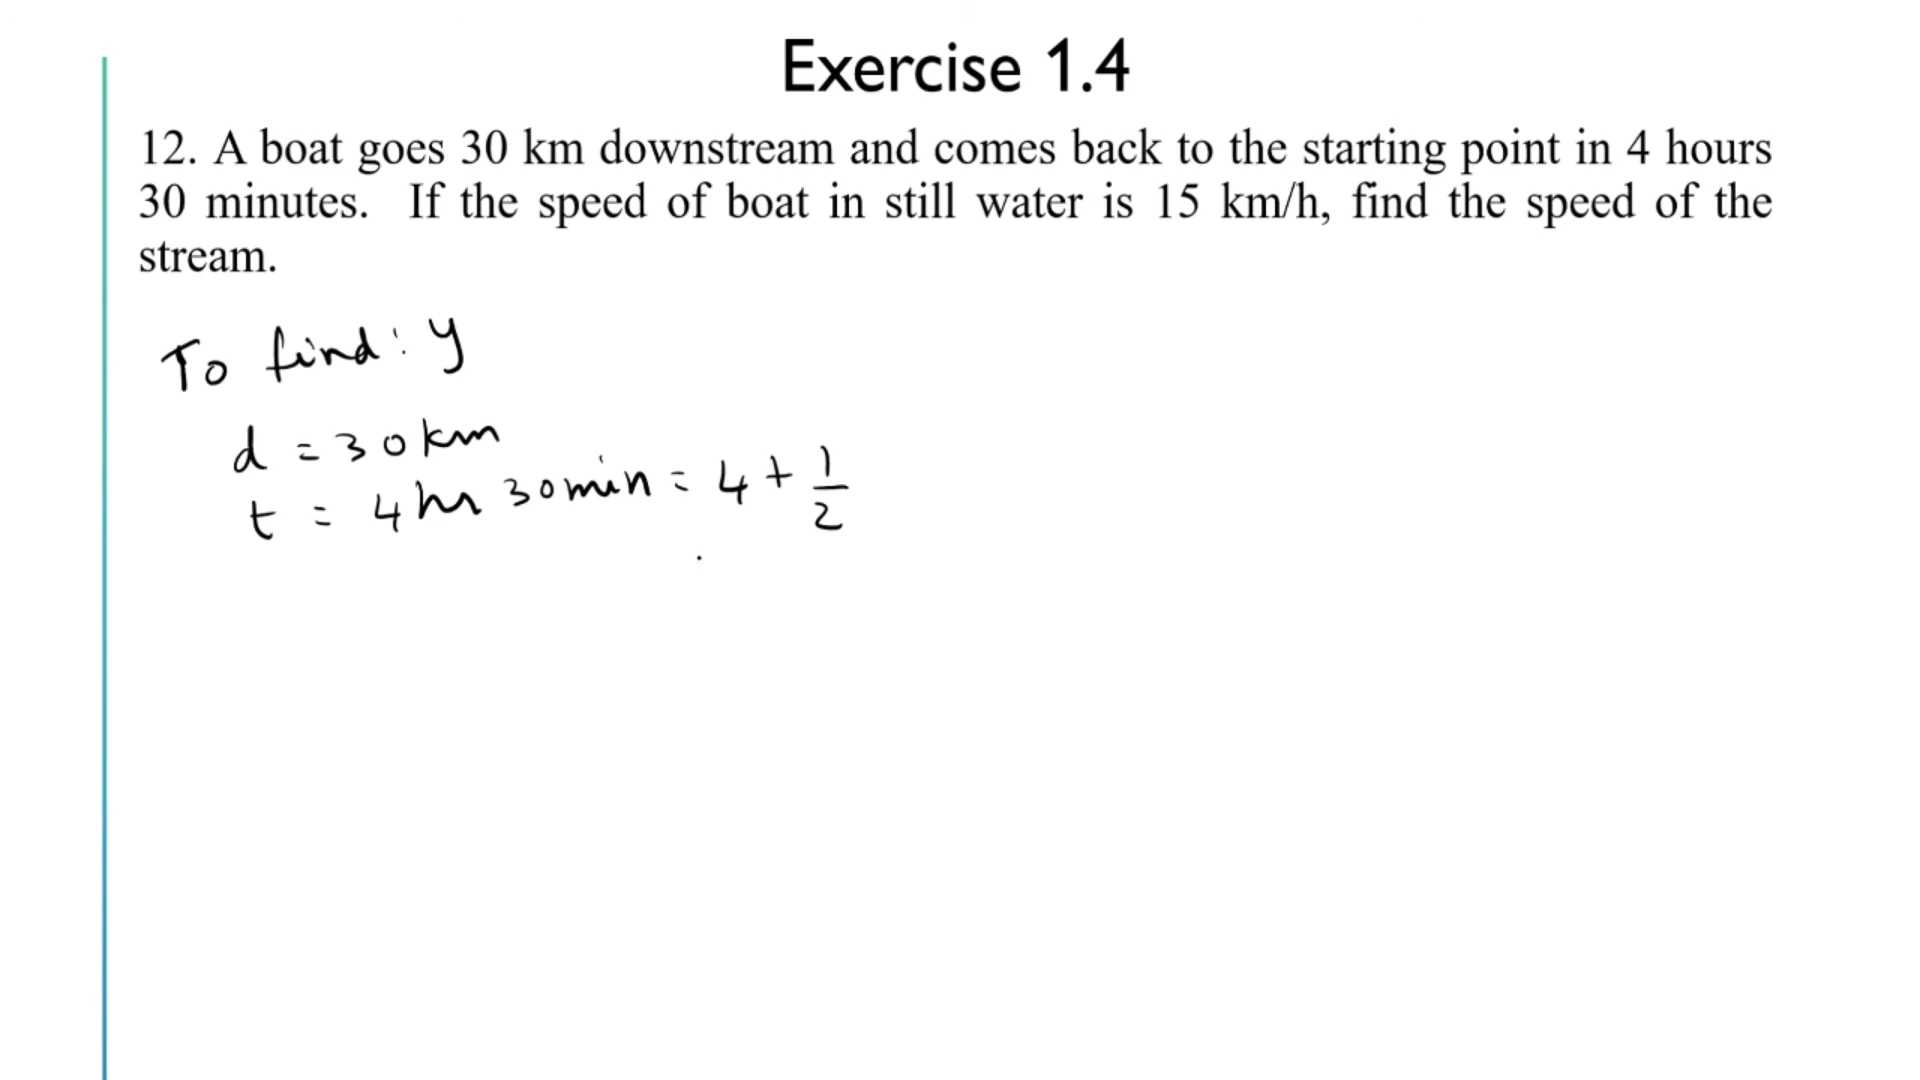 Exercise 1.4
12. A boat goes 30 km downstream and comes back to the starting point in 4 hours
30 minutes. If the speed of boat in still water is 15 km/h, find the speed of the
stream.
To find: y
d = 30 km
t = 4 hr 30 min = 4 + 1/2